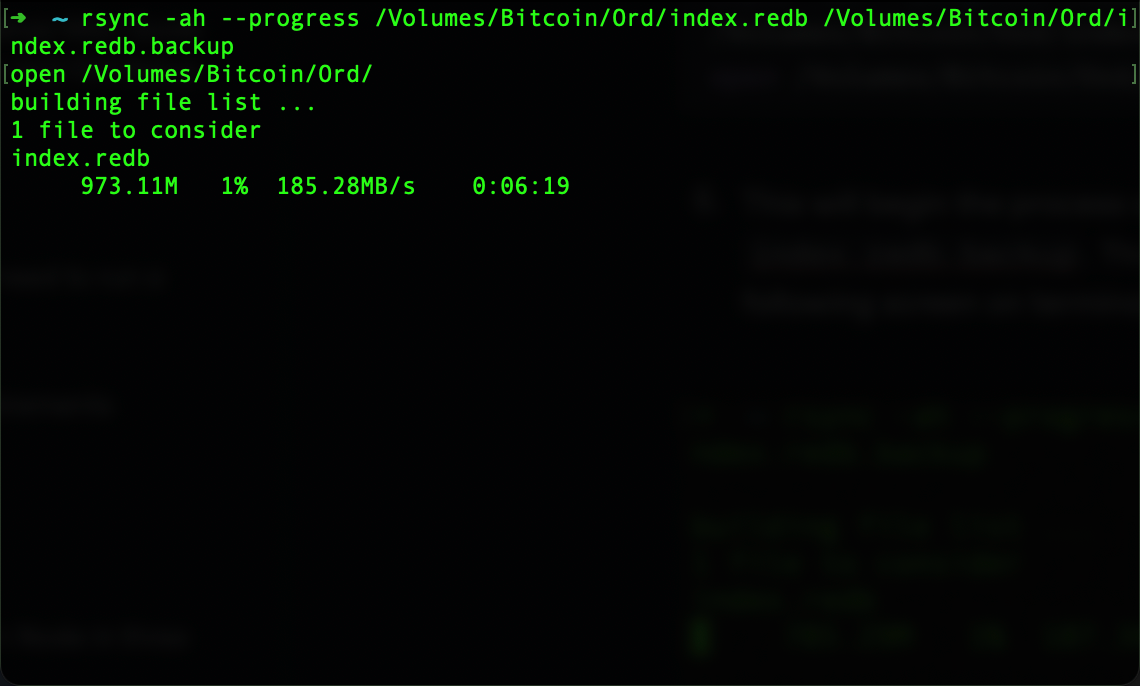 [➜  ~ rsync -ah --progress /Volumes/Bitcoin/Ord/index.redb /Volumes/Bitcoin/Ord/i]
ndex.redb.backup
[open /Volumes/Bitcoin/Ord/ ]
building file list ...
1 file to consider
index.redb
973.11M   1%  185.28MB/s    0:06:19